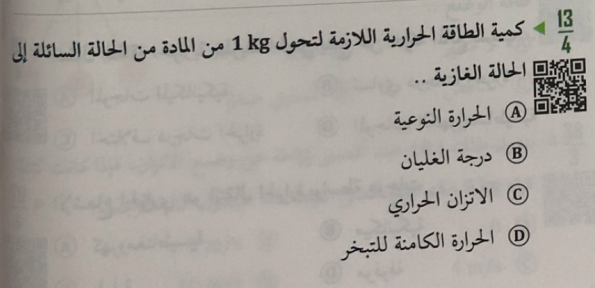 13
4
◄ كمية الطاقة الحرارية اللازمة لتحول 1 kg من المادة من الحالة السائلة إلى
الحالة الغازية ..
A الحرارة النوعية
B درجة الغليان
C الاتزان الحراري
D الحرارة الكامنة للتبخر